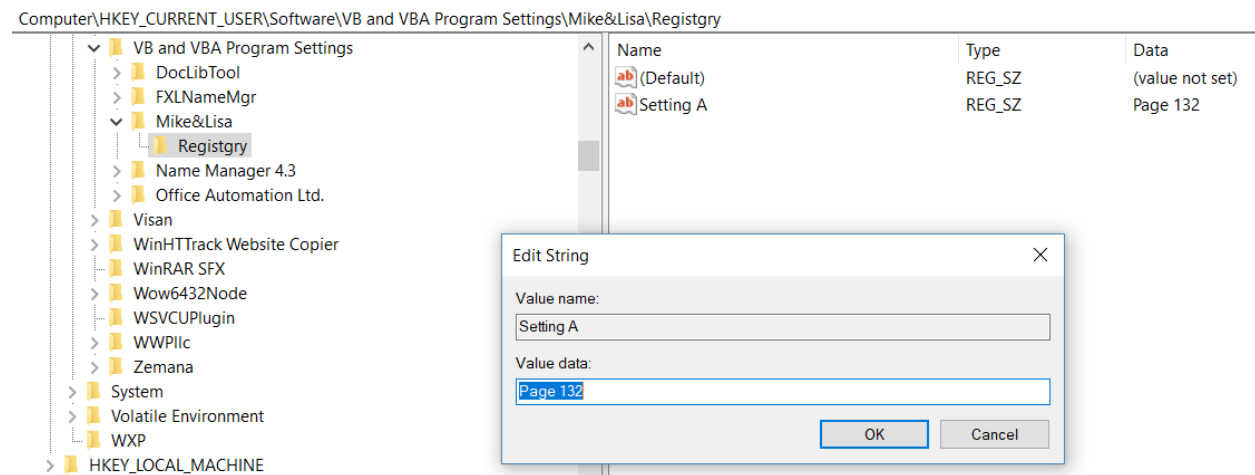 Computer\HKEY_CURRENT_USER\Software\VB and VBA Program Settings\Mike&Lisa\Registgry
VB and VBA Program Settings
DocLibTool
FXLNameMgr
Mike&Lisa
Registgry
Name Manager 4.3
Office Automation Ltd.
Visan
WinHTTrack Website Copier
WinRAR SFX
Wow6432Node
WSVCUPlugin
WWPIlc
Zemana
System
Volatile Environment
WXP
HKEY_LOCAL_MACHINE
Name Type Data
ab (Default) REG_SZ (value not set)
ab Setting A REG_SZ Page 132
Edit String
Value name:
Setting A
Value data:
Page 132
OK Cancel